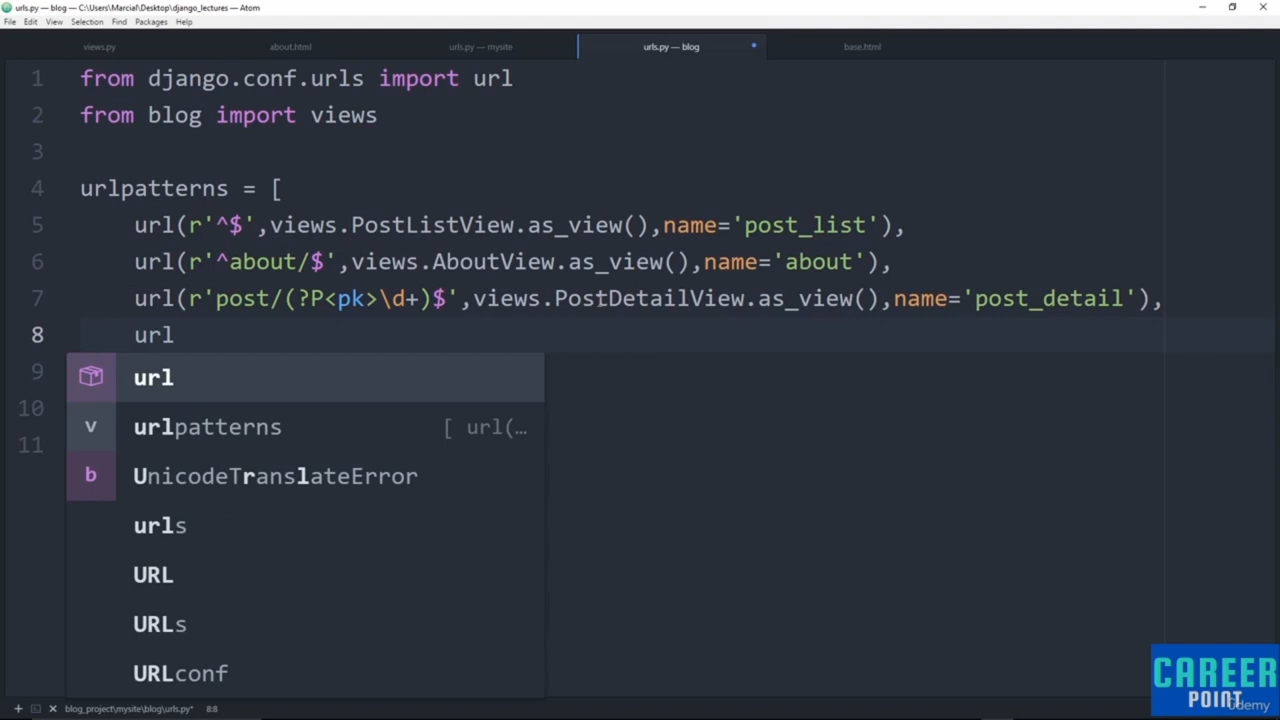 urls.py — blog — C:\Users\Marcial\Desktop\django_lectures — Atom
File Edit View Selection Find Packages Help
views.py about.html urls.py — mysite urls.py — blog base.html
1 from django.conf.urls import url
2 from blog import views
3
4 urlpatterns = [
5 url(r'^$',views.PostListView.as_view(),name='post_list'),
6 url(r'^about/$',views.AboutView.as_view(),name='about'),
7 url(r'post/(?P<pk>\d+)$',views.PostDetailView.as_view(),name='post_detail'),
8 url
9 url
10 v urlpatterns [ url(…
11 b UnicodeTranslateError
urls
URL
URLs
URLconf
CAREER
POINT
udemy
+ blog_project\mysite\blog\urls.py* 8:8